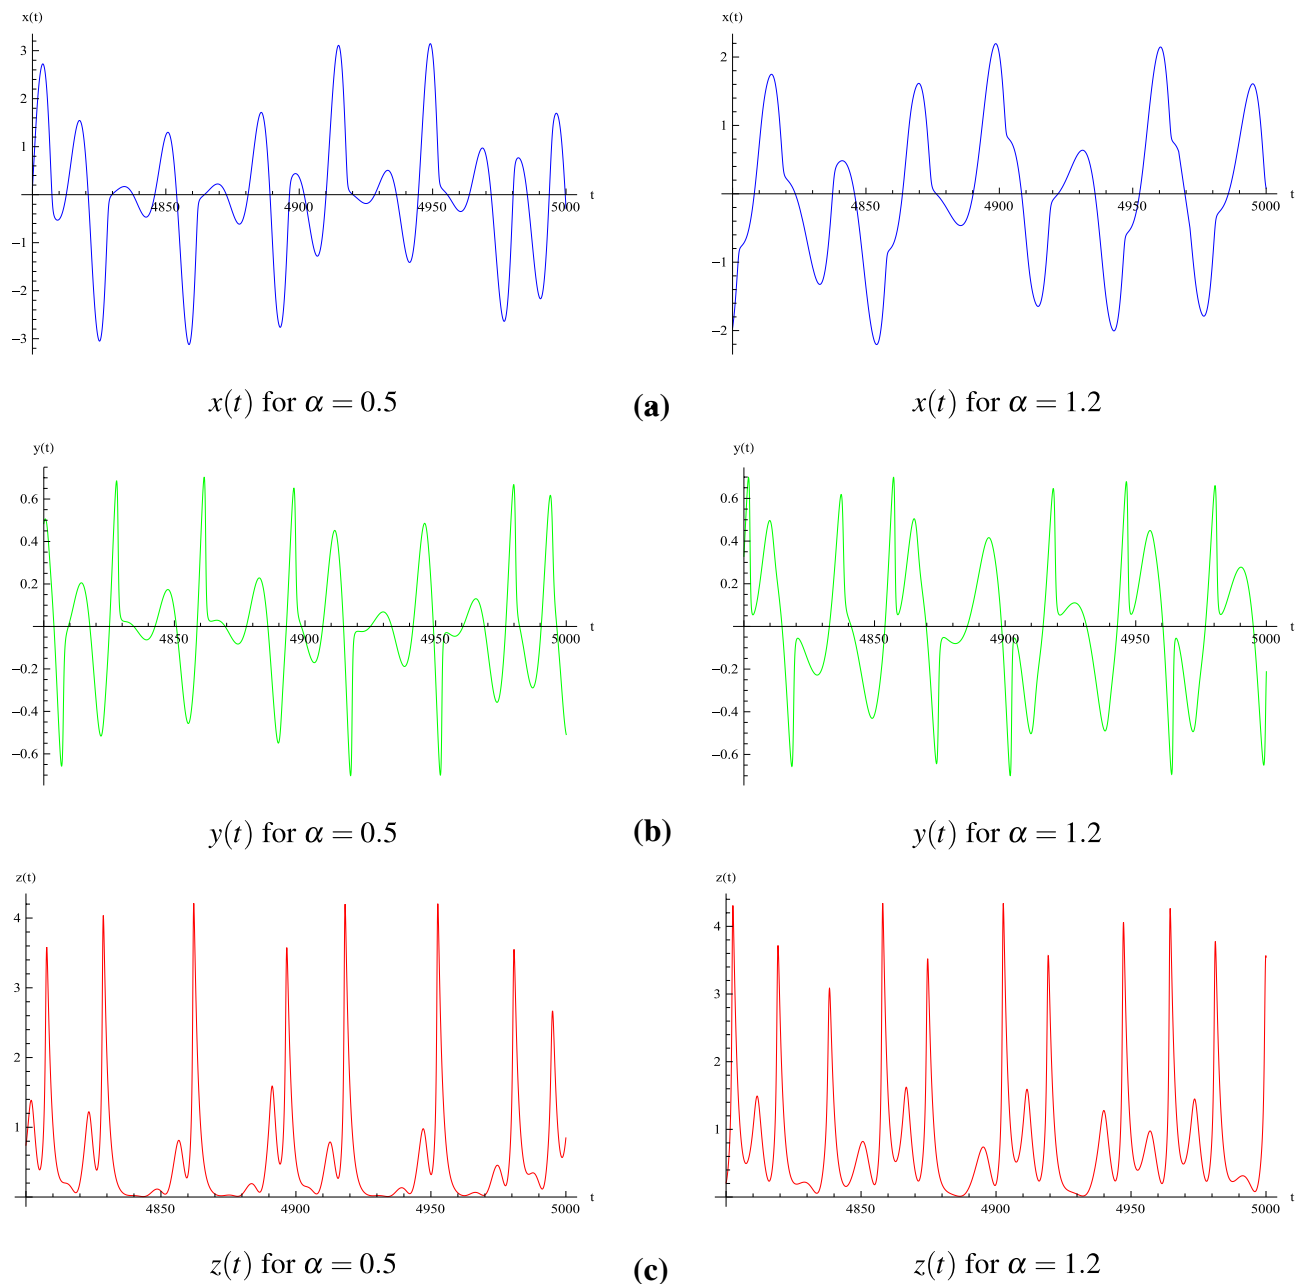 x(t)
3
2
1
−1
−2
−3
4850
4900
4950
5000
t
x(t)
2
1
−1
−2
4850
4900
4950
5000
t
x(t) for α = 0.5
(a)
x(t) for α = 1.2
y(t)
0.6
0.4
0.2
−0.2
−0.4
−0.6
4850
4900
4950
5000
t
y(t)
0.6
0.4
0.2
−0.2
−0.4
−0.6
4850
4900
4950
5000
t
y(t) for α = 0.5
(b)
y(t) for α = 1.2
z(t)
4
3
2
1
4850
4900
4950
5000
t
z(t)
4
3
2
1
4850
4900
4950
5000
t
z(t) for α = 0.5
(c)
z(t) for α = 1.2